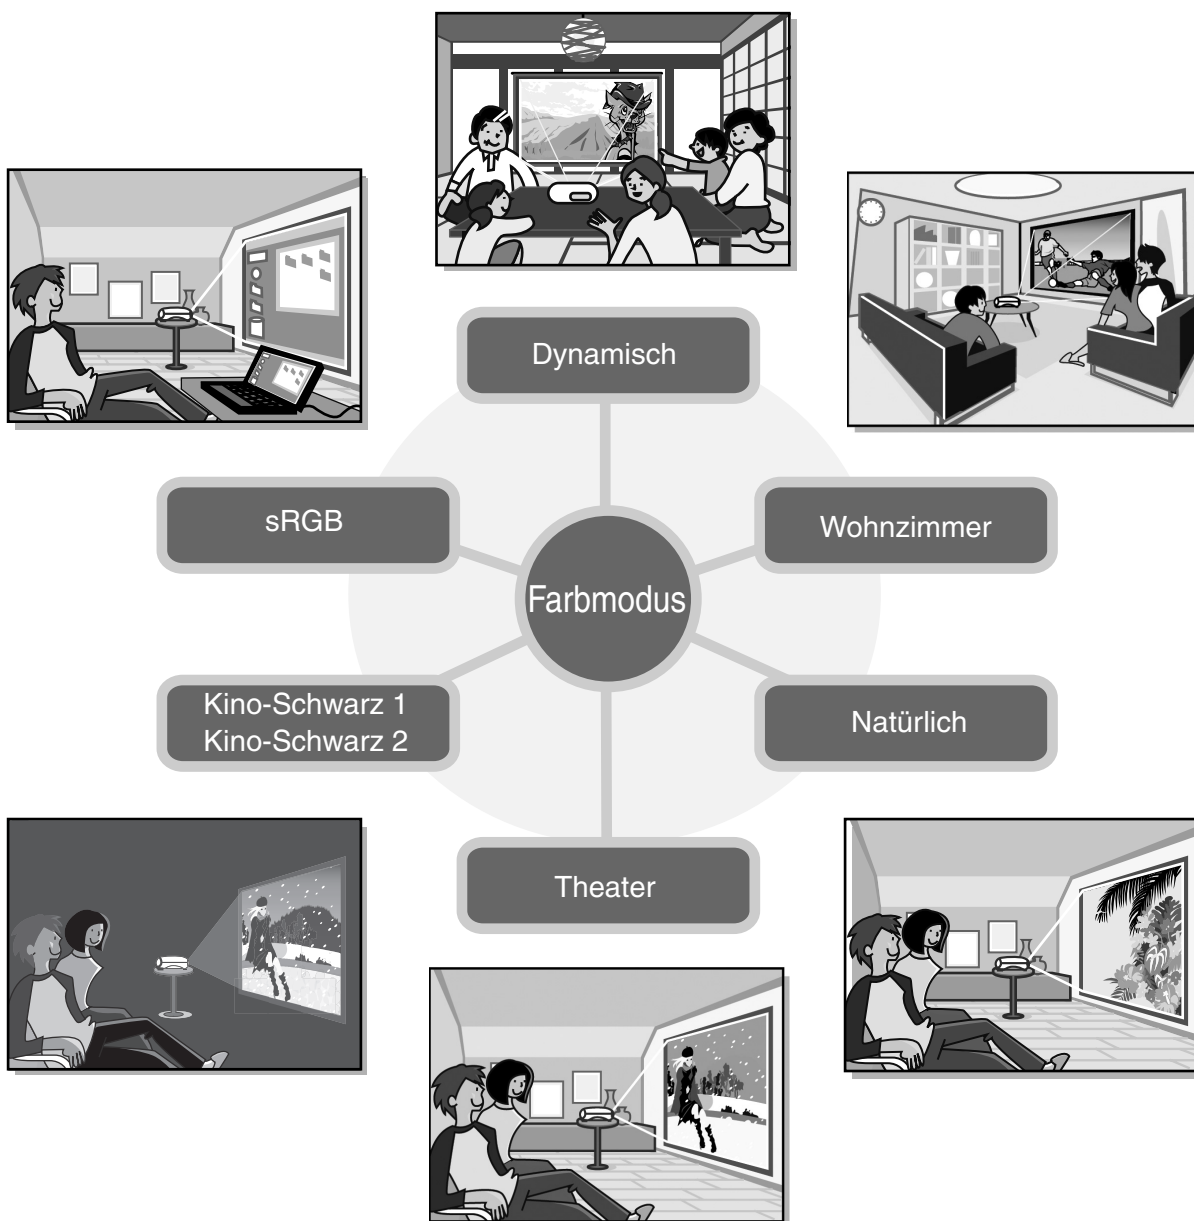 Dynamisch
sRGB
Wohnzimmer
Farbmodus
Kino-Schwarz 1
Kino-Schwarz 2
Natürlich
Theater